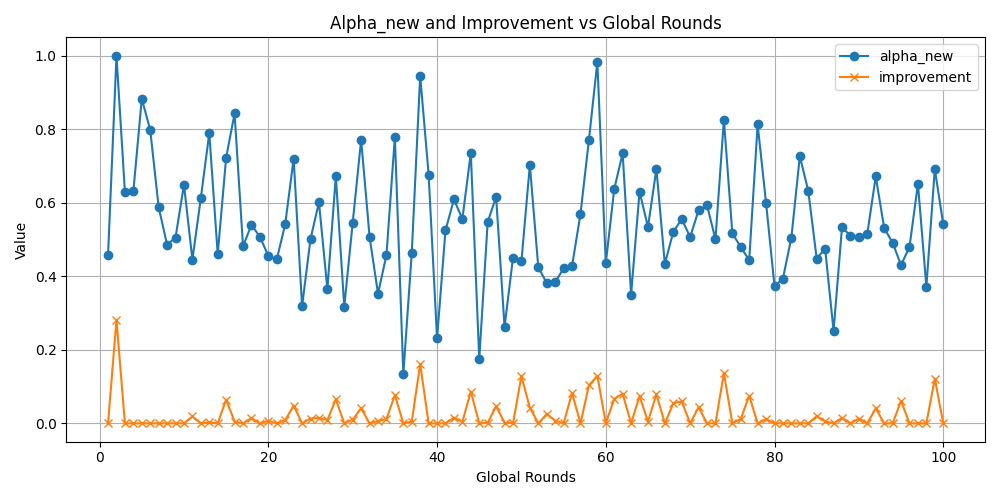 Alpha_new and Improvement vs Global Rounds
alpha_new
improvement
Value
1.0
0.8
0.6
0.4
0.2
0.0
0
20
40
60
80
100
Global Rounds